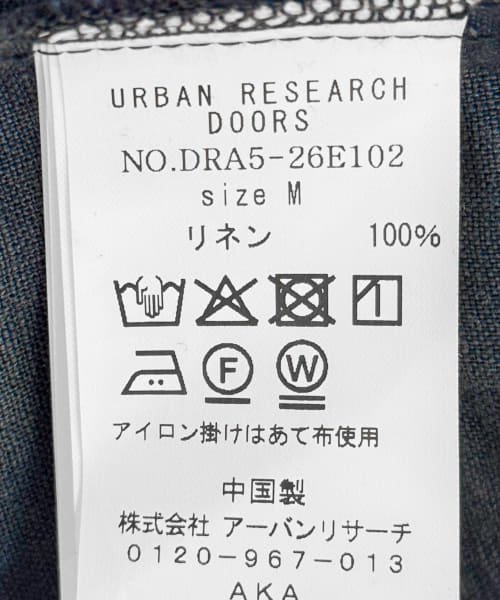 URBAN RESEARCH
DOORS
NO.DRA5-26E102
size M
リネン 100%
F W
アイロン掛けはあて布使用
中国製
株式会社 アーバンリサーチ
0120-967-013
AKA